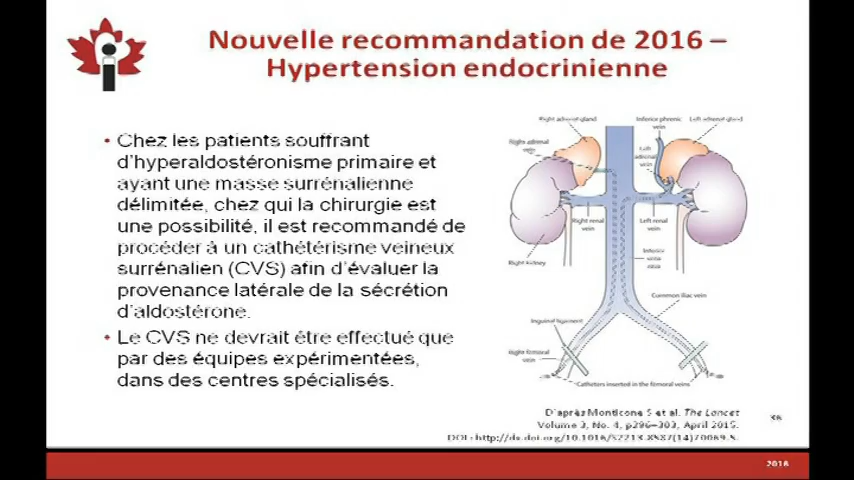 Nouvelle recommandation de 2016 –
Hypertension endocrinienne
• Chez les patients souffrant
d'hyperaldostéronisme primaire et
ayant une masse surrénalienne
délimitée, chez qui la chirurgie est
une possibilité, il est recommandé de
procéder à un cathétérisme veineux
surrénalien (CVS) afin d'évaluer la
provenance latérale de la sécrétion
d'aldostérone.
• Le CVS ne devrait être effectué que
par des équipes expérimentées,
dans des centres spécialisés.
Right adrenal gland
Inferior phrenic
vein
Left adrenal gland
Right adrenal
vein
Left
adrenal
vein
Right renal
vein
Left renal
vein
Right kidney
Inferior
vena
Common iliac vein
Inguinal ligament
Right femoral
vein
Catheters inserted in the femoral veins
D'après Monticone S et al. The Lancet
Volume 3, No. 4, p296–303, April 2015.
DOI : http://dx.doi.org/10.1016/S2213-8587(14)70069-5.
36
2016